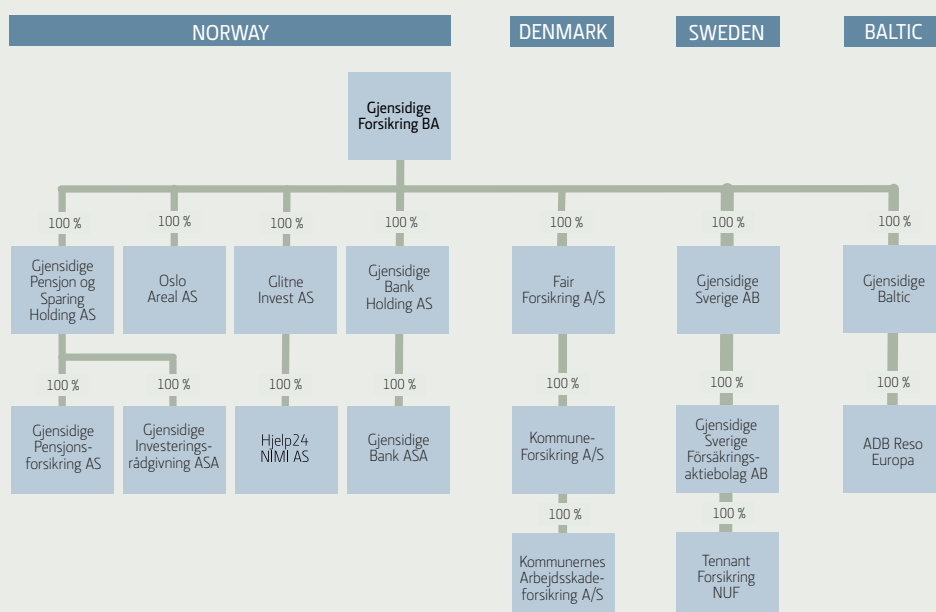 NORWAY
DENMARK
SWEDEN
BALTIC
Gjensidige
Forsikring BA
100 %
100 %
100 %
100 %
100 %
100 %
100 %
Gjensidige
Pensjon og
Sparing
Holding AS
Oslo
Areal AS
Glitne
Invest AS
Gjensidige
Bank
Holding AS
Fair
Forsikring A/S
Gjensidige
Sverige AB
Gjensidige
Baltic
100 %
100 %
100 %
100 %
100 %
100 %
100 %
Gjensidige
Pensjons-
forsikring AS
Gjensidige
Investerings-
rådgivning ASA
Hjelp24
NIMI AS
Gjensidige
Bank ASA
Kommune-
Forsikring A/S
Gjensidige
Sverige
Försäkrings-
aktiebolag AB
ADB Reso
Europa
100 %
100 %
Kommunernes
Arbejdsskade-
forsikring A/S
Tennant
Forsikring
NUF